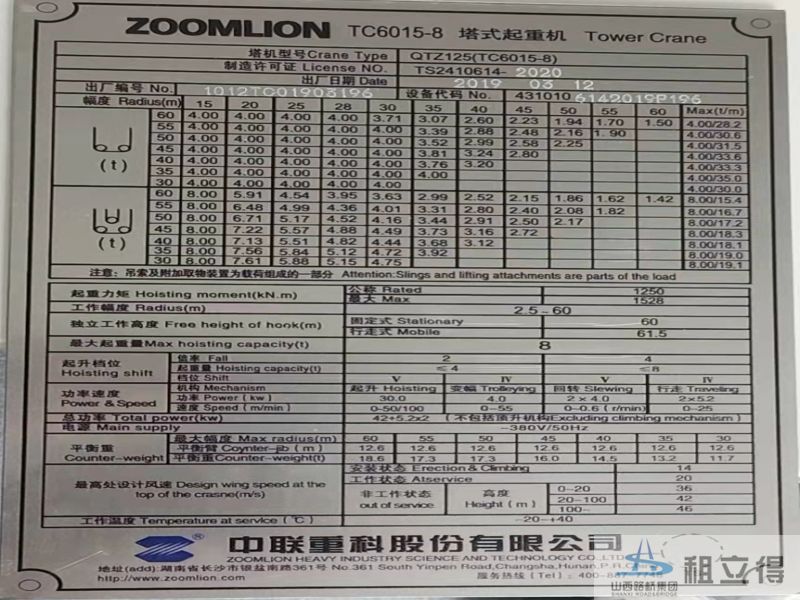 ZOOMLION TC6015-8 塔式起重机 Tower Crane
塔机型号Crane Type QTZ125(TC6015-8)
制造许可证 License NO. TS2410614-2020
出厂日期 Date 2019 03 12
出厂编号 No. 1012TC01903196 设备代码 No. 431010 6142019P196
幅度 Radius(m) 15 20 25 28 30 35 40 45 50 55 60 Max(t/m)
60 4.00 4.00 4.00 4.00 3.71 3.07 2.60 2.23 1.94 1.70 1.50 4.00/28.2
55 4.00 4.00 4.00 4.00 4.00 3.39 2.88 2.48 2.16 1.90 4.00/30.6
50 4.00 4.00 4.00 4.00 4.00 3.52 2.99 2.58 2.25 4.00/31.5
45 4.00 4.00 4.00 4.00 4.00 3.81 3.24 2.80 4.00/33.6
(t) 40 4.00 4.00 4.00 4.00 4.00 3.76 3.20 4.00/33.3
35 4.00 4.00 4.00 4.00 4.00 4.00 4.00/35.0
30 4.00 4.00 4.00 4.00 4.00 4.00/30.0
60 8.00 5.91 4.54 3.95 3.63 2.99 2.52 2.15 1.86 1.62 1.42 8.00/15.4
55 8.00 6.48 4.99 4.36 4.01 3.31 2.80 2.40 2.08 1.82 8.00/16.7
50 8.00 6.71 5.17 4.52 4.16 3.44 2.91 2.50 2.17 8.00/17.2
45 8.00 7.22 5.57 4.88 4.49 3.73 3.16 2.72 8.00/18.3
(t) 40 8.00 7.13 5.51 4.82 4.44 3.68 3.12 8.00/18.1
35 8.00 7.56 5.84 5.12 4.72 3.92 8.00/19.0
30 8.00 7.61 5.88 5.15 4.75 8.00/19.1
注意: 吊索及附加取物装置为载荷组成的一部分 Attention:Slings and lifting attachments are parts of the load
起重力矩 Hoisting moment(kN.m) 公称 Rated 1250
最大 Max 1528
工作幅度 Radius(m) 2.5-60
独立工作高度 Free height of hook(m) 固定式 Stationary 60
行走式 Mobile 61.5
最大起重量Max hoisting capacity(t) 8
起升档位 Hoisting shift 倍率 Fall 2 4
起重量 Hoisting capacity(t) ≤4 ≤8
档位 Shift V IV V IV
功率速度 Power & Speed 机构 Mechanism 起升 Hoisting 变幅 Trolleying 回转 Slewing 行走 Traveling
功率 Power (kw) 30.0 4.0 2×4.0 2×5.2
速度 Speed (m/min) 0-50/100 0-55 0-0.6 (r/min) 0-25
总功率 Total power(kw) 42+5.2x2 (不包括顶升机构Excluding climbing mechanism)
电源 Main supply ~380V/50Hz
平衡重 Counter-weight 最大幅度 Max radius(m) 60 55 50 45 40 35 30
平衡臂 Coynter-jib (m) 12.6 12.6 12.6 12.6 12.6 12.6 12.6
平衡重Counter-weight(t) 18.6 17.3 17.3 16.0 14.5 13.2 11.7
最高处设计风速 Design wing speed at the top of the crasne(m/s) 安装状态 Erection & Climbing 14
工作状态 Atservice 20
非工作状态 out of service 高度 Height (m) 0-20 36
20-100 42
100- 46
工作温度 Temperature at service (℃) -20-+40
中联重科股份有限公司
ZOOMLION HEAVY INDUSTRY SCIENCE AND TECHNOLOGY CO.,LTD
地址(add):湖南省长沙市银盆南路361号 No.361 South Yinpen Road,Changsha,Hunan,P.R.China
http://www.zoomlion.com 服务热线 (Tel) : 400-
山西路桥集团
SHANXI ROAD&BRIDGE
租立得